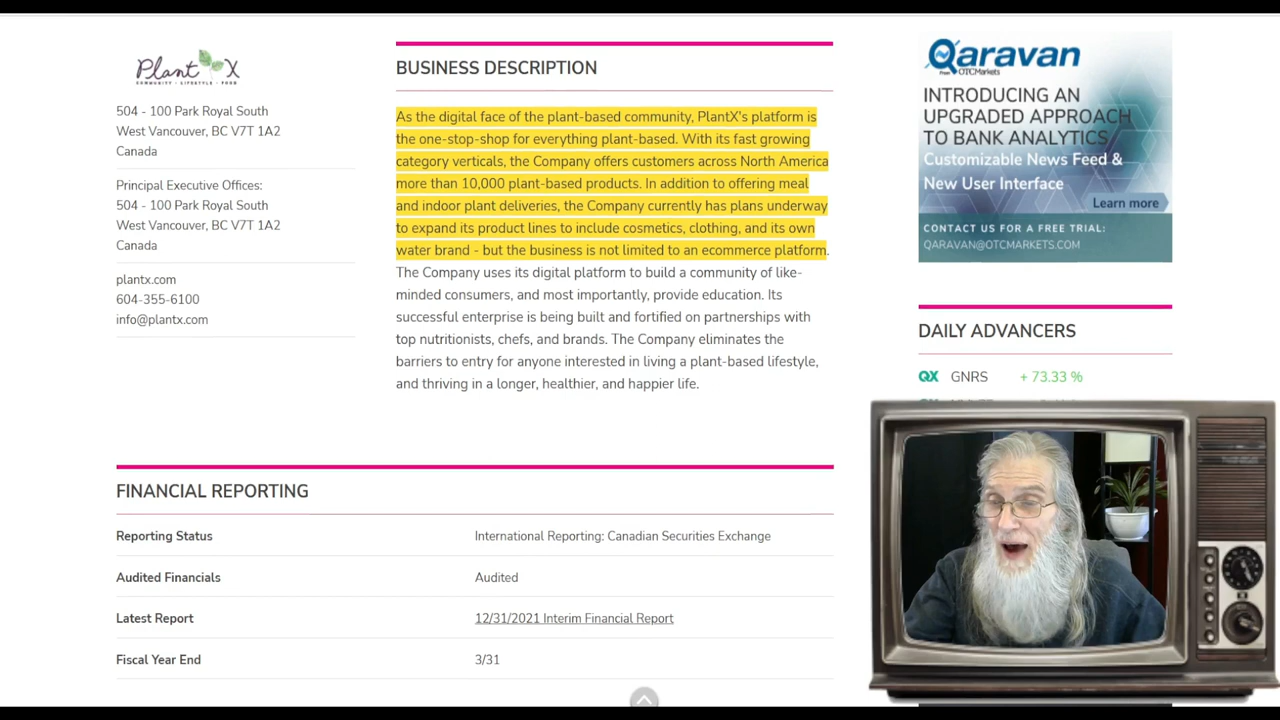 Plant X
COMMUNITY · LIFESTYLE · FOOD
504 - 100 Park Royal South
West Vancouver, BC V7T 1A2
Canada
Principal Executive Offices:
504 - 100 Park Royal South
West Vancouver, BC V7T 1A2
Canada
plantx.com
604-355-6100
info@plantx.com
BUSINESS DESCRIPTION
As the digital face of the plant-based community, PlantX's platform is
the one-stop-shop for everything plant-based. With its fast growing
category verticals, the Company offers customers across North America
more than 10,000 plant-based products. In addition to offering meal
and indoor plant deliveries, the Company currently has plans underway
to expand its product lines to include cosmetics, clothing, and its own
water brand - but the business is not limited to an ecommerce platform.
The Company uses its digital platform to build a community of like-
minded consumers, and most importantly, provide education. Its
successful enterprise is being built and fortified on partnerships with
top nutritionists, chefs, and brands. The Company eliminates the
barriers to entry for anyone interested in living a plant-based lifestyle,
and thriving in a longer, healthier, and happier life.
FINANCIAL REPORTING
Reporting Status International Reporting: Canadian Securities Exchange
Audited Financials Audited
Latest Report 12/31/2021 Interim Financial Report
Fiscal Year End 3/31
Qaravan
From OTCMarkets
INTRODUCING AN
UPGRADED APPROACH
TO BANK ANALYTICS
Customizable News Feed &
New User Interface
Learn more
CONTACT US FOR A FREE TRIAL:
QARAVAN@OTCMARKETS.COM
DAILY ADVANCERS
QX GNRS + 73.33 %